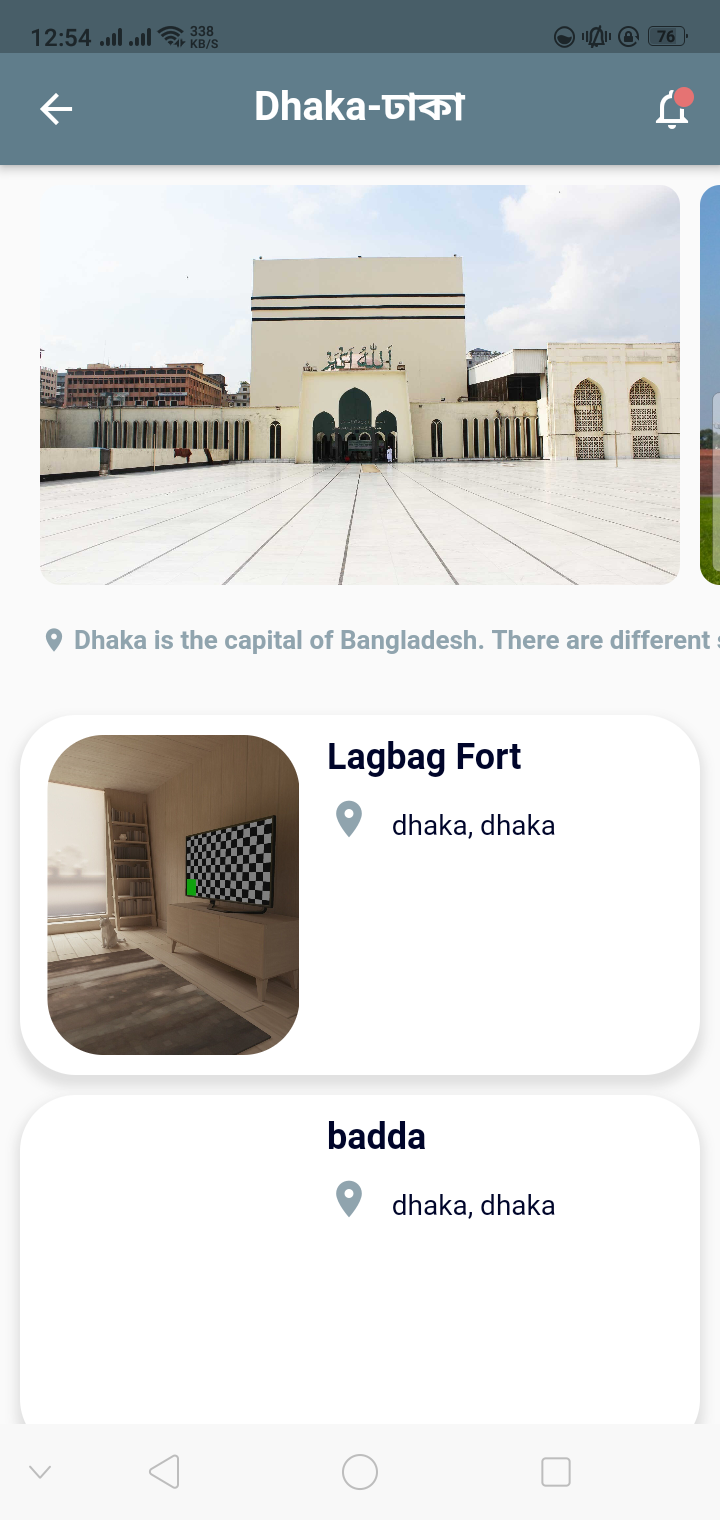 12:54 338 KB/S 76
Dhaka-ঢাকা
Dhaka is the capital of Bangladesh. There are different
Lagbag Fort
dhaka, dhaka
badda
dhaka, dhaka